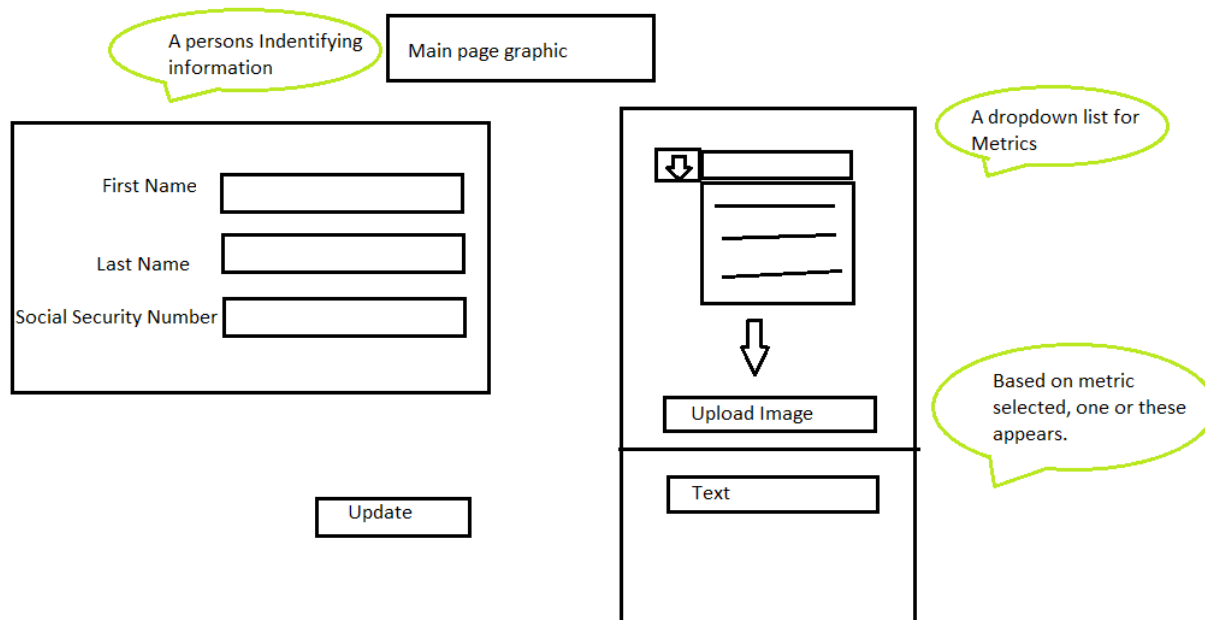 A persons Indentifying
information
Main page graphic
A dropdown list for
Metrics
First Name
Last Name
Social Security Number
Upload Image
Based on metric
selected, one or these
appears.
Text
Update